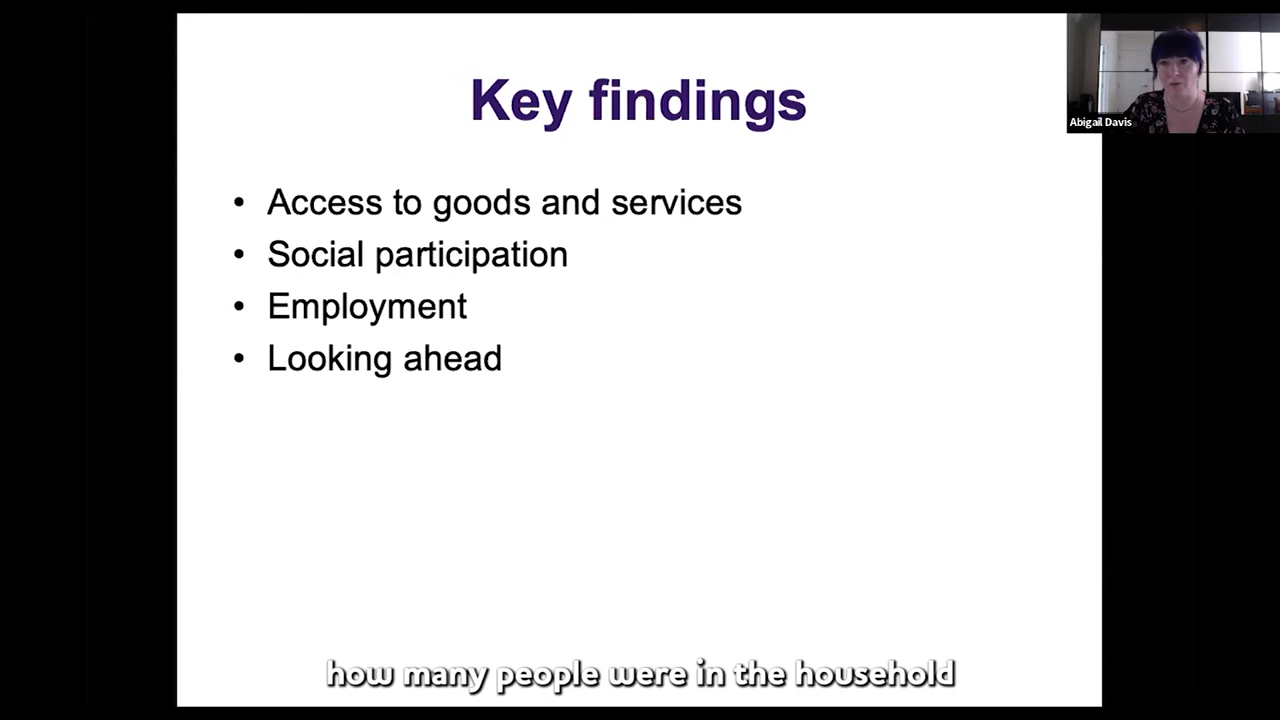 Key findings
Abigail Davis
• Access to goods and services
• Social participation
• Employment
• Looking ahead
how many people were in the household